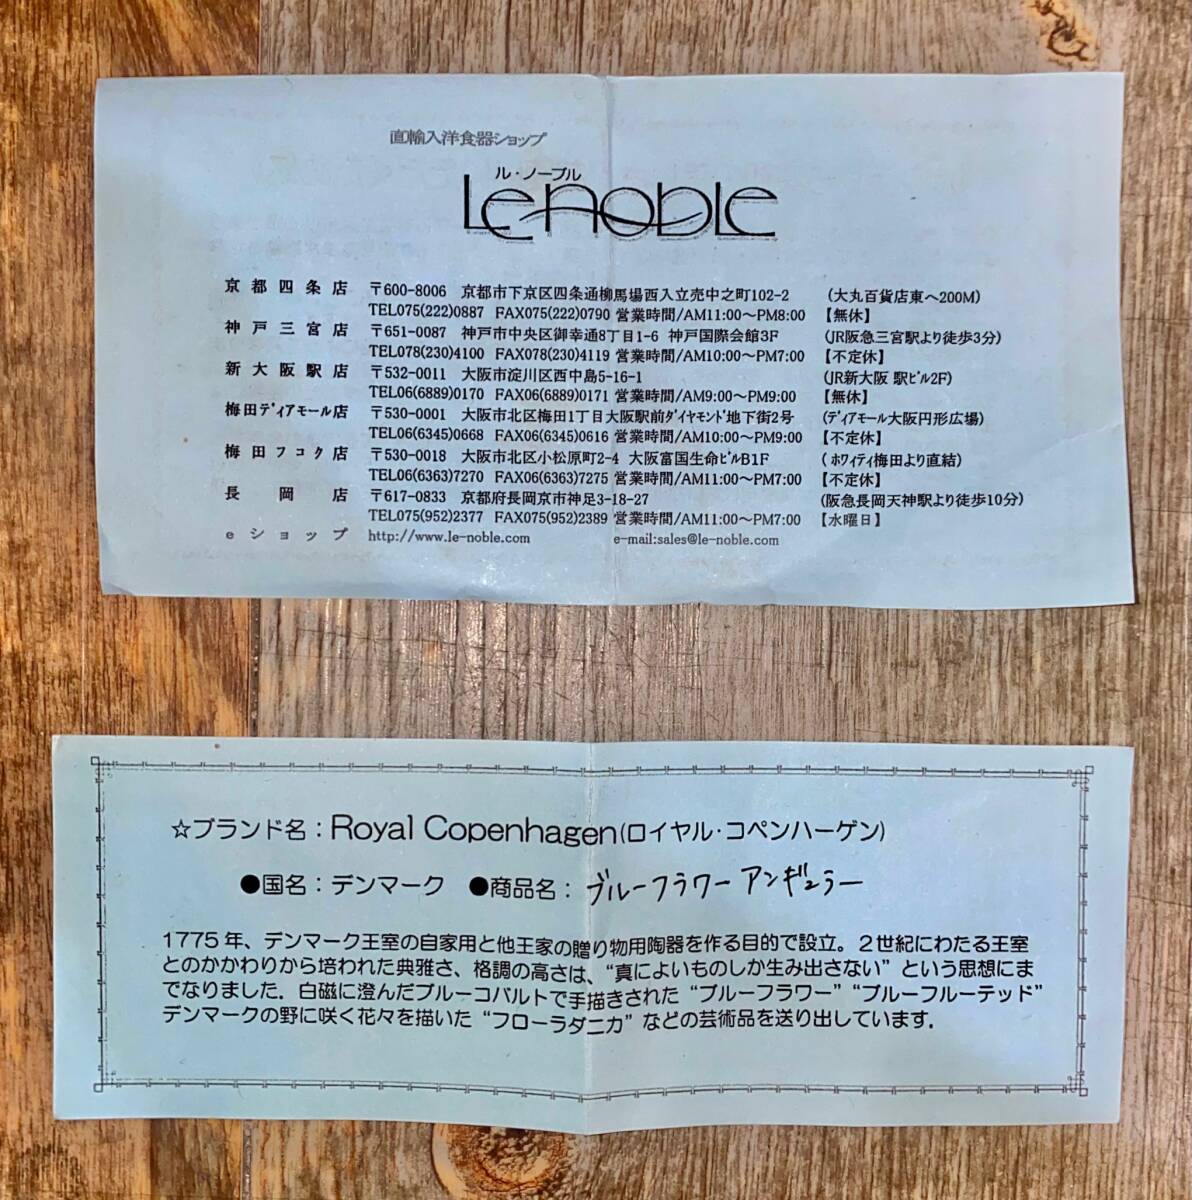 直輸入洋食器ショップ
ル・ノーブル
Le noble
京都四条店 〒600-8006 京都市下京区四条通柳馬場西入立売中之町102-2 (大丸百貨店東へ200M)
TEL075(222)0887 FAX075(222)0790 営業時間/AM11:00〜PM8:00 【無休】
神戸三宮店 〒651-0087 神戸市中央区御幸通8丁目1-6 神戸国際会館3F (JR阪急三宮駅より徒歩3分)
TEL078(230)4100 FAX078(230)4119 営業時間/AM10:00〜PM7:00 【不定休】
新大阪駅店 〒532-0011 大阪市淀川区西中島5-16-1 (JR新大阪 駅ビル2F)
TEL06(6889)0170 FAX06(6889)0171 営業時間/AM9:00〜PM9:00 【無休】
梅田ディアモール店 〒530-0001 大阪市北区梅田1丁目大阪駅前ダイヤモンド地下街2号 (ディアモール大阪円形広場)
TEL06(6345)0668 FAX06(6345)0616 営業時間/AM10:00〜PM9:00 【不定休】
梅田フコク店 〒530-0018 大阪市北区小松原町2-4 大阪富国生命ビルB1F (ホワィティ梅田より直結)
TEL06(6363)7270 FAX06(6363)7275 営業時間/AM11:00〜PM7:00 【不定休】
長岡店 〒617-0833 京都府長岡京市神足3-18-27 (阪急長岡天神駅より徒歩10分)
TEL075(952)2377 FAX075(952)2389 営業時間/AM11:00〜PM7:00 【水曜日】
eショップ http://www.le-noble.com e-mail:sales@le-noble.com
☆ブランド名：Royal Copenhagen(ロイヤル・コペンハーゲン)
●国名：デンマーク ●商品名：ブルーフラワー アンギュラー
1775年、デンマーク王室の自家用と他王家の贈り物用陶器を作る目的で設立。2世紀にわたる王室
とのかかわりから培われた典雅さ、格調の高さは、“真によいものしか生み出さない”という思想にま
でなりました．白磁に澄んだブルーコバルトで手描きされた“ブルーフラワー”“ブルーフルーテッド”
デンマークの野に咲く花々を描いた“フローラダニカ”などの芸術品を送り出しています．